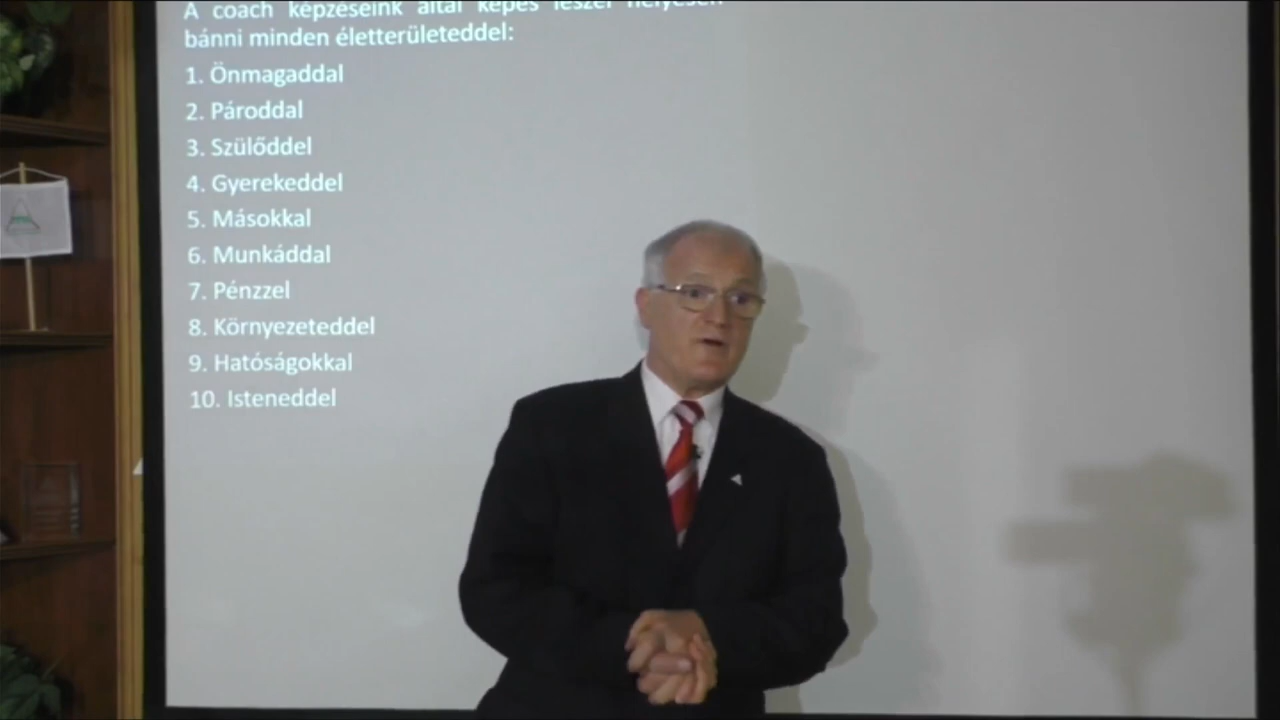 A coach képzéseink által képes leszel helyesen
bánni minden életterületeddel:
1. Önmagaddal
2. Pároddal
3. Szülőddel
4. Gyerekeddel
5. Másokkal
6. Munkáddal
7. Pénzzel
8. Környezeteddel
9. Hatóságokkal
10. Isteneddel